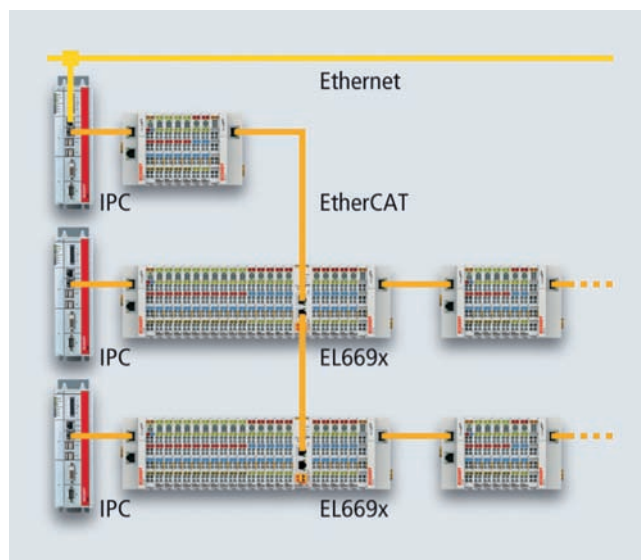 Ethernet
IPC
EtherCAT
IPC
EL669x
IPC
EL669x